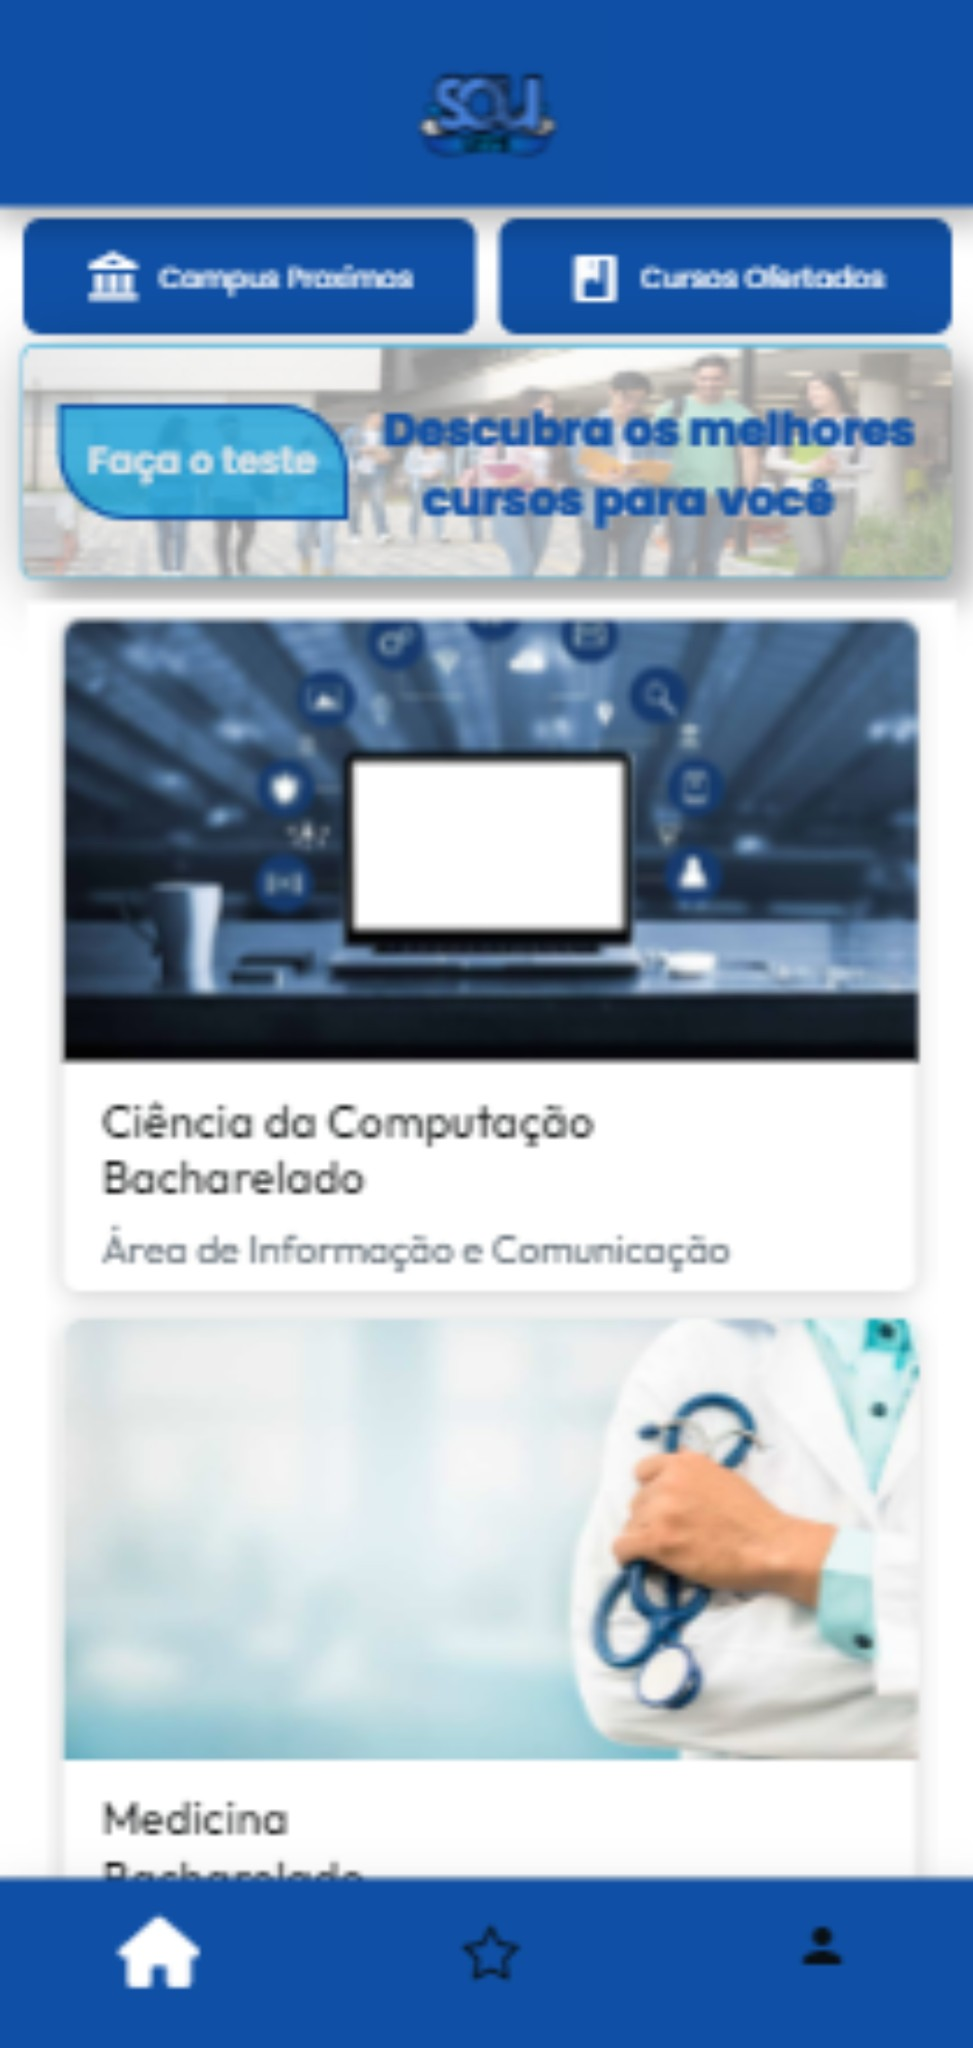 SOU
Campus Proximos
Cursos Ofertados
Faça o teste
Descubra os melhores
cursos para você
Ciência da Computação
Bacharelado
Área de Informação e Comunicação
Medicina
Bacharelado